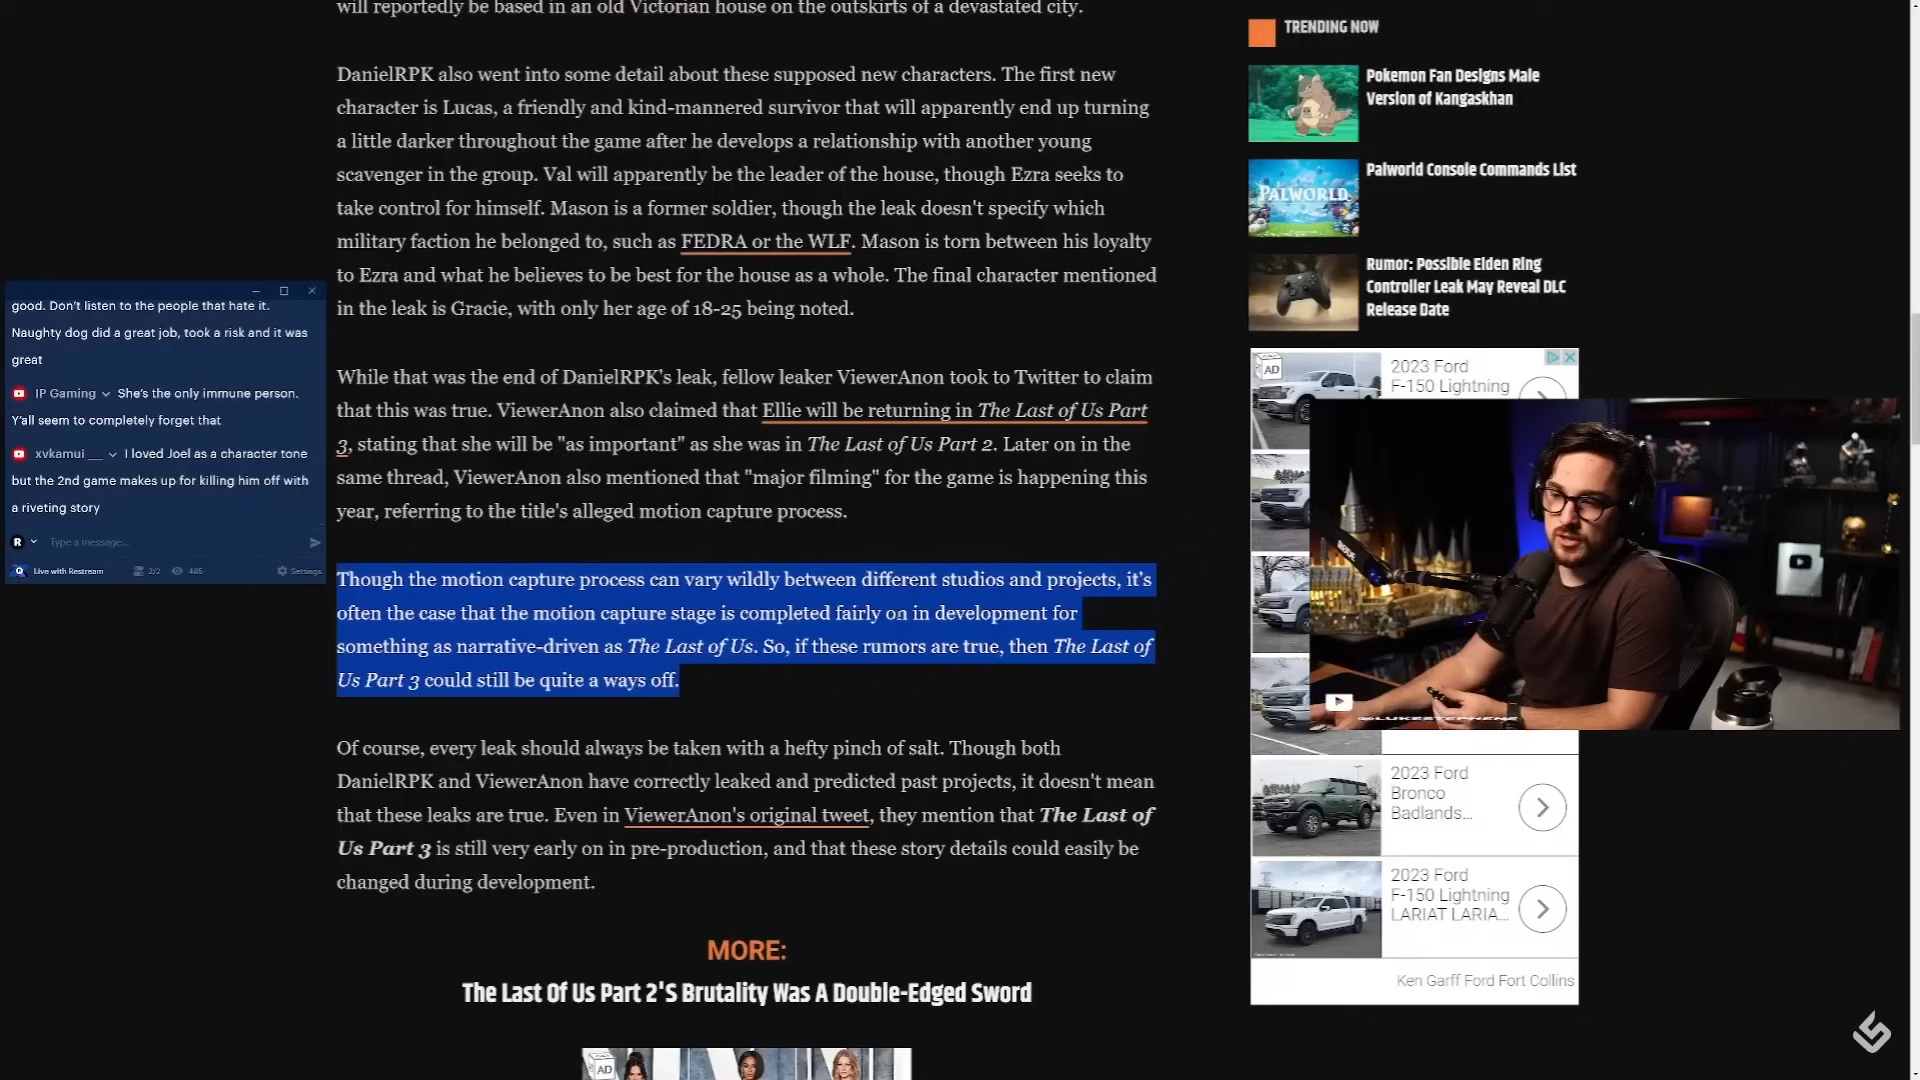 will reportedly be based in an old Victorian house on the outskirts of a devastated city.
DanielRPK also went into some detail about these supposed new characters. The first new
character is Lucas, a friendly and kind-mannered survivor that will apparently end up turning
a little darker throughout the game after he develops a relationship with another young
scavenger in the group. Val will apparently be the leader of the house, though Ezra seeks to
take control for himself. Mason is a former soldier, though the leak doesn't specify which
military faction he belonged to, such as FEDRA or the WLF. Mason is torn between his loyalty
to Ezra and what he believes to be best for the house as a whole. The final character mentioned
in the leak is Gracie, with only her age of 18-25 being noted.
While that was the end of DanielRPK's leak, fellow leaker ViewerAnon took to Twitter to claim
that this was true. ViewerAnon also claimed that Ellie will be returning in The Last of Us Part
3, stating that she will be "as important" as she was in The Last of Us Part 2. Later on in the
same thread, ViewerAnon also mentioned that "major filming" for the game is happening this
year, referring to the title's alleged motion capture process.
Though the motion capture process can vary wildly between different studios and projects, it's
often the case that the motion capture stage is completed fairly on in development for
something as narrative-driven as The Last of Us. So, if these rumors are true, then The Last of
Us Part 3 could still be quite a ways off.
Of course, every leak should always be taken with a hefty pinch of salt. Though both
DanielRPK and ViewerAnon have correctly leaked and predicted past projects, it doesn't mean
that these leaks are true. Even in ViewerAnon's original tweet, they mention that The Last of
Us Part 3 is still very early on in pre-production, and that these story details could easily be
changed during development.
MORE:
The Last Of Us Part 2'S Brutality Was A Double-Edged Sword
AD
good. Don't listen to the people that hate it.
Naughty dog did a great job, took a risk and it was
great
IP Gaming She's the only immune person.
Y'all seem to completely forget that
xvkamui __ I loved Joel as a character tone
but the 2nd game makes up for killing him off with
a riveting story
R Type a message...
Live with Restream 2/2 485 Settings
TRENDING NOW
Pokemon Fan Designs Male
Version of Kangaskhan
PALWORLD
Palworld Console Commands List
Rumor: Possible Elden Ring
Controller Leak May Reveal DLC
Release Date
AD
2023 Ford
F-150 Lightning
RØDE
@LUKESTEPHENS
2023 Ford
Bronco
Badlands...
2023 Ford
F-150 Lightning
LARIAT LARIA...
Ken Garff Ford Fort Collins